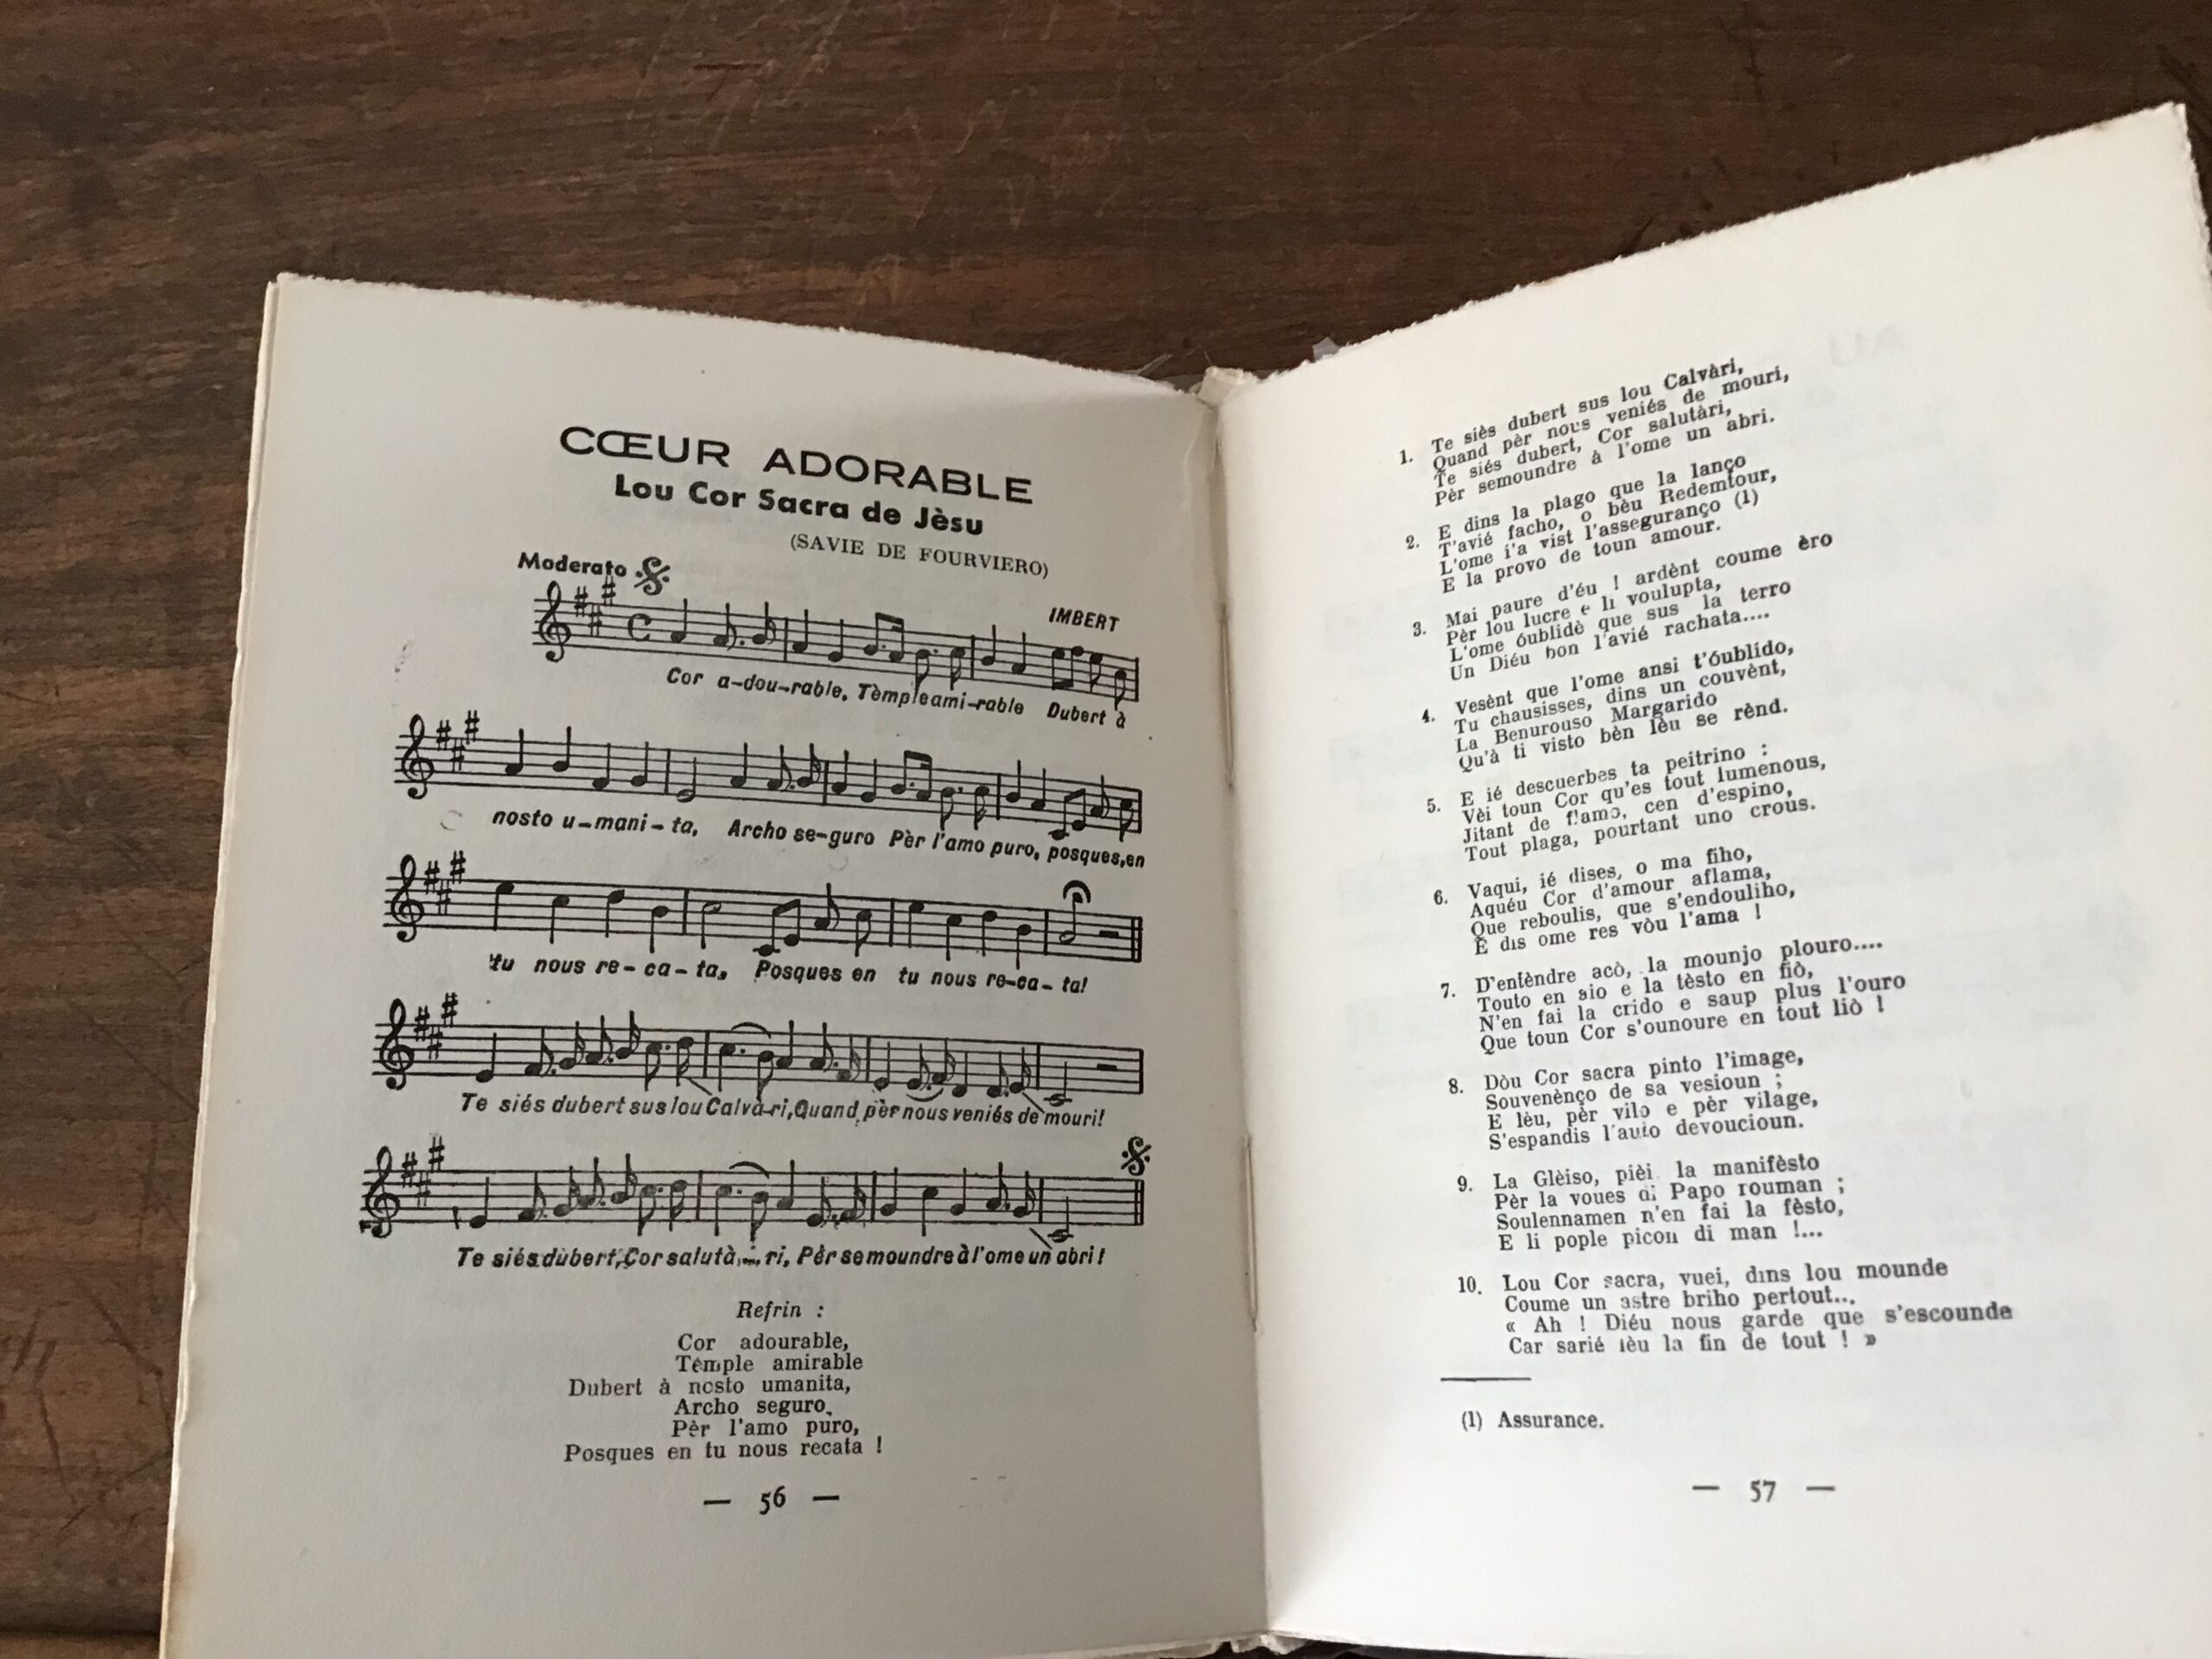 CŒUR ADORABLE
Lou Cor Sacra de Jèsu
(SAVIE DE FOURVIERO)
Moderato
IMBERT
Cor a-dou-rable, Tèmple ami-rable Dubert à
nosto u-mani-ta, Archo se-guro Pèr l'amo puro, posques, en
tu nous re-ca-ta, Posques en tu nous re-ca-ta!
Te siés dubert sus lou Calvà-ri, Quand pèr nous veniés de mouri!
Te siés dubert, Cor salutà-ri, Pèr semoundre à l'ome un abri!
Refrin :
Cor adourable,
Tèmple amirable
Dubert à nosto umanita,
Archo seguro,
Pèr l'amo puro,
Posques en tu nous recata !
— 56 —
1. Te siès dubert sus lou Calvàri,
Quand pèr nous veniés de mouri,
Te siés dubert, Cor salutàri,
Pèr semoundre à l'ome un abri.
2. E dins la plago que la lanço
T'avié facho, o bèu Redemtour,
L'ome i'a vist l'asseguranço (1)
E la provo de toun amour.
3. Mai paure d'éu ! ardènt coume èro
Pèr lou lucre e li voulupta,
L'ome óublidè que sus la terro
Un Diéu bon l'avié rachata....
4. Vesènt que l'ome ansi t'óublido,
Tu chausisses, dins un couvènt,
La Benurouso Margarido
Qu'à ti visto bèn lèu se rènd.
5. E ié descuerbes ta peitrino :
Vèi toun Cor qu'es tout lumenous,
Jitant de flamo, cen d'espino,
Tout plaga, pourtant uno crous.
6. Vaqui, ié dises, o ma fiho,
Aquéu Cor d'amour aflama,
Que reboulis, que s'endouliho,
E dis ome res vòu l'ama !
7. D'entèndre acò, la mounjo plouro....
Touto en sio e la tèsto en fiò,
N'en fai la crido e saup plus l'ouro
Que toun Cor s'ounoure en tout liò !
8. Dòu Cor sacra pinto l'image,
Souvenènço de sa vesioun ;
E lèu, pèr vilo e pèr vilage,
S'espandis l'auto devoucioun.
9. La Glèiso, pièi la manifèsto
Pèr la voues di Papo rouman ;
Soulennamen n'en fai la fèsto,
E li pople picon di man !...
10. Lou Cor sacra, vuei, dins lou mounde
Coume un astre briho pertout...
« Ah ! Diéu nous garde que s'escounde
Car sarié lèu la fin de tout ! »
(1) Assurance.
— 57 —